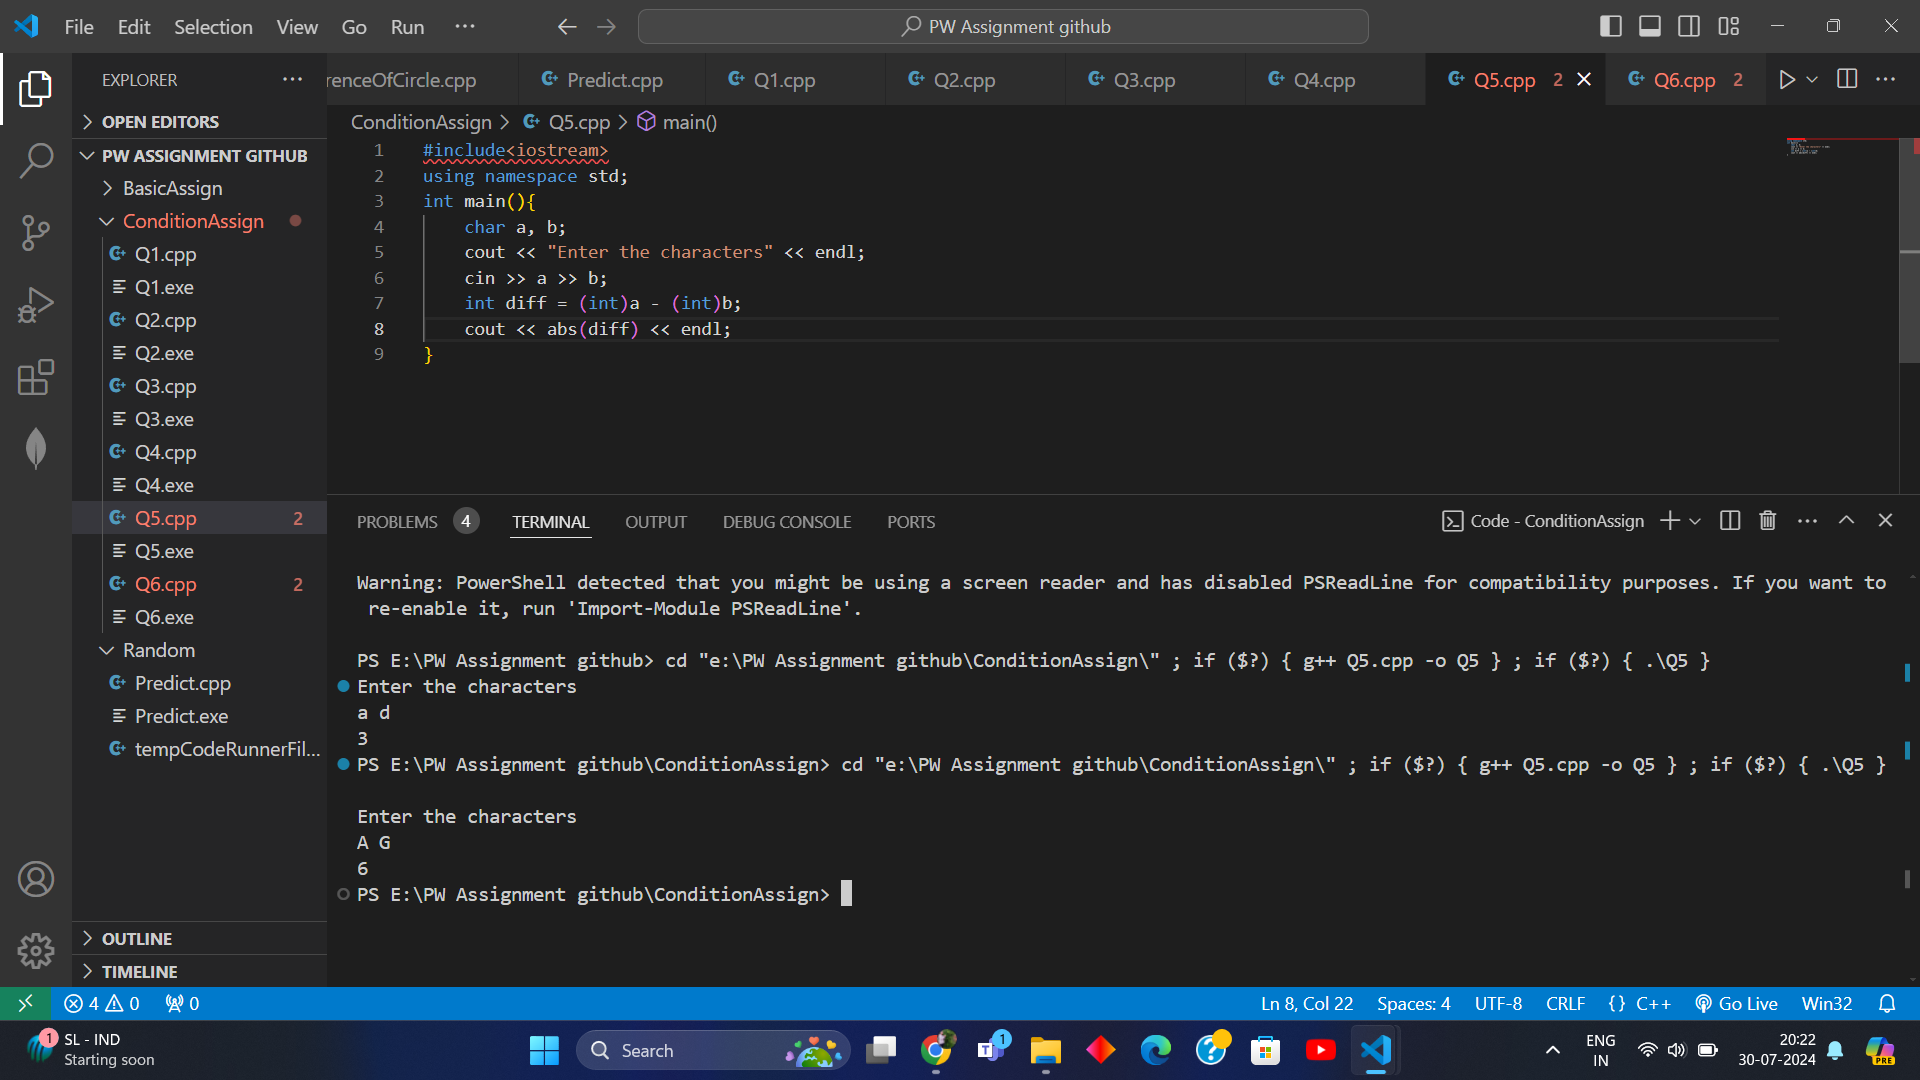 File Edit Selection View Go Run ···
PW Assignment github
EXPLORER ···
OPEN EDITORS
PW ASSIGNMENT GITHUB
BasicAssign
ConditionAssign
Q1.cpp
Q1.exe
Q2.cpp
Q2.exe
Q3.cpp
Q3.exe
Q4.cpp
Q4.exe
Q5.cpp 2
Q5.exe
Q6.cpp 2
Q6.exe
Random
Predict.cpp
Predict.exe
tempCodeRunnerFil...
OUTLINE
TIMELINE
renceOfCircle.cpp Predict.cpp Q1.cpp Q2.cpp Q3.cpp Q4.cpp Q5.cpp 2 Q6.cpp 2
ConditionAssign > Q5.cpp > main()
1 #include<iostream>
2 using namespace std;
3 int main(){
4 char a, b;
5 cout << "Enter the characters" << endl;
6 cin >> a >> b;
7 int diff = (int)a - (int)b;
8 cout << abs(diff) << endl;
9 }
PROBLEMS 4 TERMINAL OUTPUT DEBUG CONSOLE PORTS
Code - ConditionAssign
Warning: PowerShell detected that you might be using a screen reader and has disabled PSReadLine for compatibility purposes. If you want to
re-enable it, run 'Import-Module PSReadLine'.
PS E:\PW Assignment github> cd "e:\PW Assignment github\ConditionAssign\" ; if ($?) { g++ Q5.cpp -o Q5 } ; if ($?) { .\Q5 }
Enter the characters
a d
3
PS E:\PW Assignment github\ConditionAssign> cd "e:\PW Assignment github\ConditionAssign\" ; if ($?) { g++ Q5.cpp -o Q5 } ; if ($?) { .\Q5 }
Enter the characters
A G
6
PS E:\PW Assignment github\ConditionAssign>
4 0 0
Ln 8, Col 22 Spaces: 4 UTF-8 CRLF {} C++ Go Live Win32
1 SL - IND
Starting soon
Search
1
ENG
IN
20:22
30-07-2024
PRE